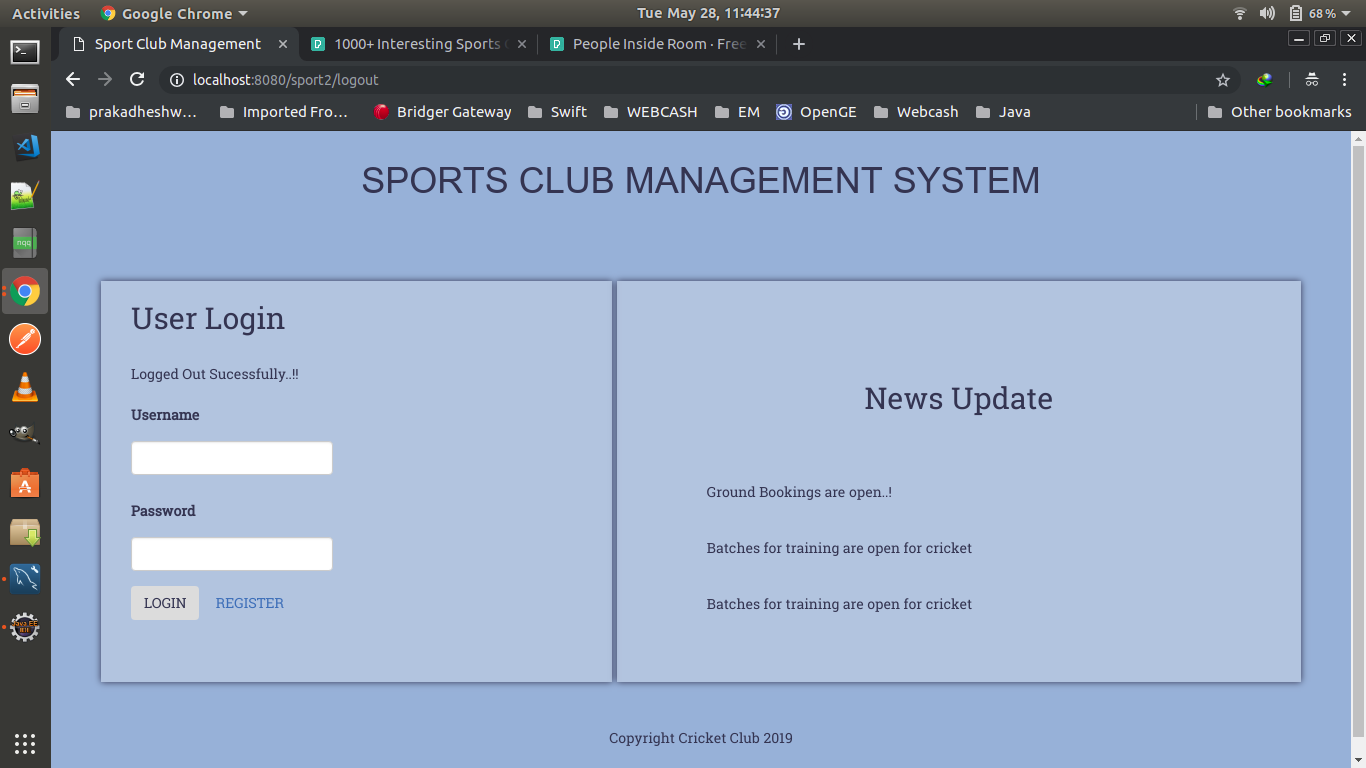 Activities Google Chrome Tue May 28, 11:44:37 68%
Sport Club Management 1000+ Interesting Sports People Inside Room · Free
localhost:8080/sport2/logout
prakadheshw… Imported Fro… Bridger Gateway Swift WEBCASH EM OpenGE Webcash Java Other bookmarks
SPORTS CLUB MANAGEMENT SYSTEM
User Login
Logged Out Sucessfully..!!
Username
Password
LOGIN REGISTER
News Update
Ground Bookings are open..!
Batches for training are open for cricket
Batches for training are open for cricket
Copyright Cricket Club 2019
nqq